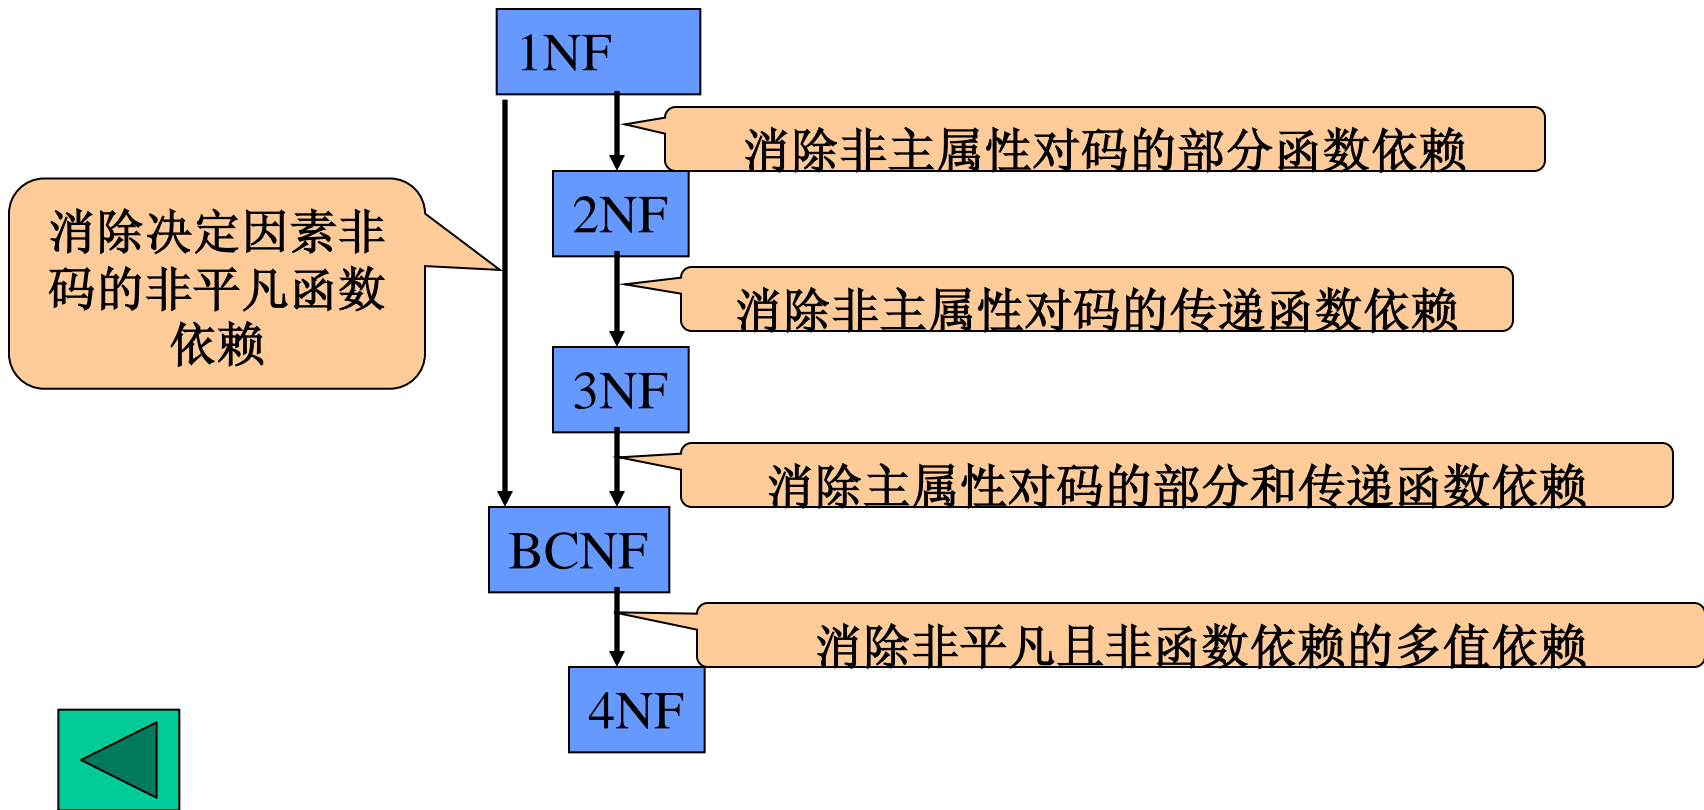 1NF
消除非主属性对码的部分函数依赖
消除决定因素非
码的非平凡函数
依赖
2NF
消除非主属性对码的传递函数依赖
3NF
消除主属性对码的部分和传递函数依赖
BCNF
消除非平凡且非函数依赖的多值依赖
4NF